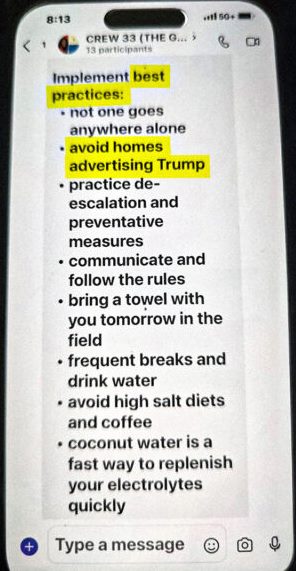 8:13
5G+
1
CREW 33 (THE G...
13 participants
Implement best
practices:
• not one goes
anywhere alone
• avoid homes
advertising Trump
• practice de-
escalation and
preventative
measures
• communicate and
follow the rules
• bring a towel with
you tomorrow in the
field
• frequent breaks and
drink water
• avoid high salt diets
and coffee
• coconut water is a
fast way to replenish
your electrolytes
quickly
Type a message